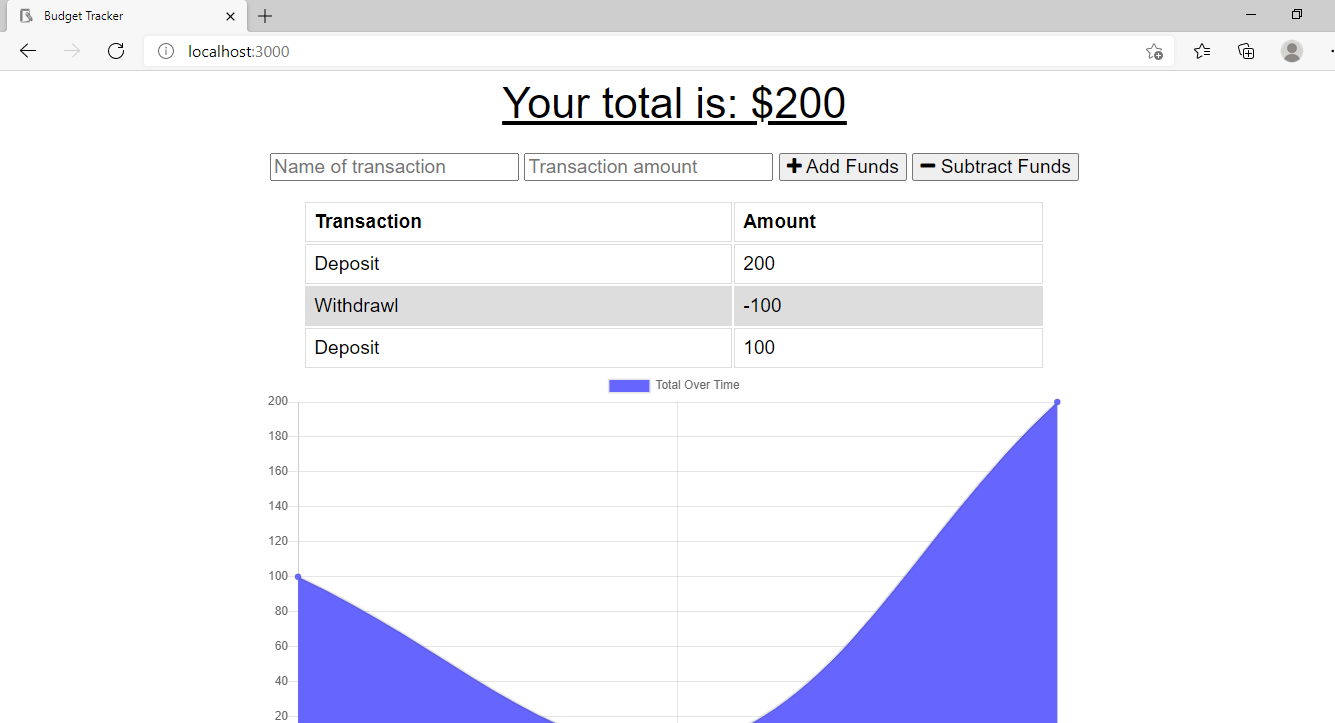 Budget Tracker
localhost:3000
Your total is: $200
Name of transaction Transaction amount Add Funds Subtract Funds
Transaction Amount
Deposit 200
Withdrawl -100
Deposit 100
Total Over Time
200
180
160
140
120
100
80
60
40
20